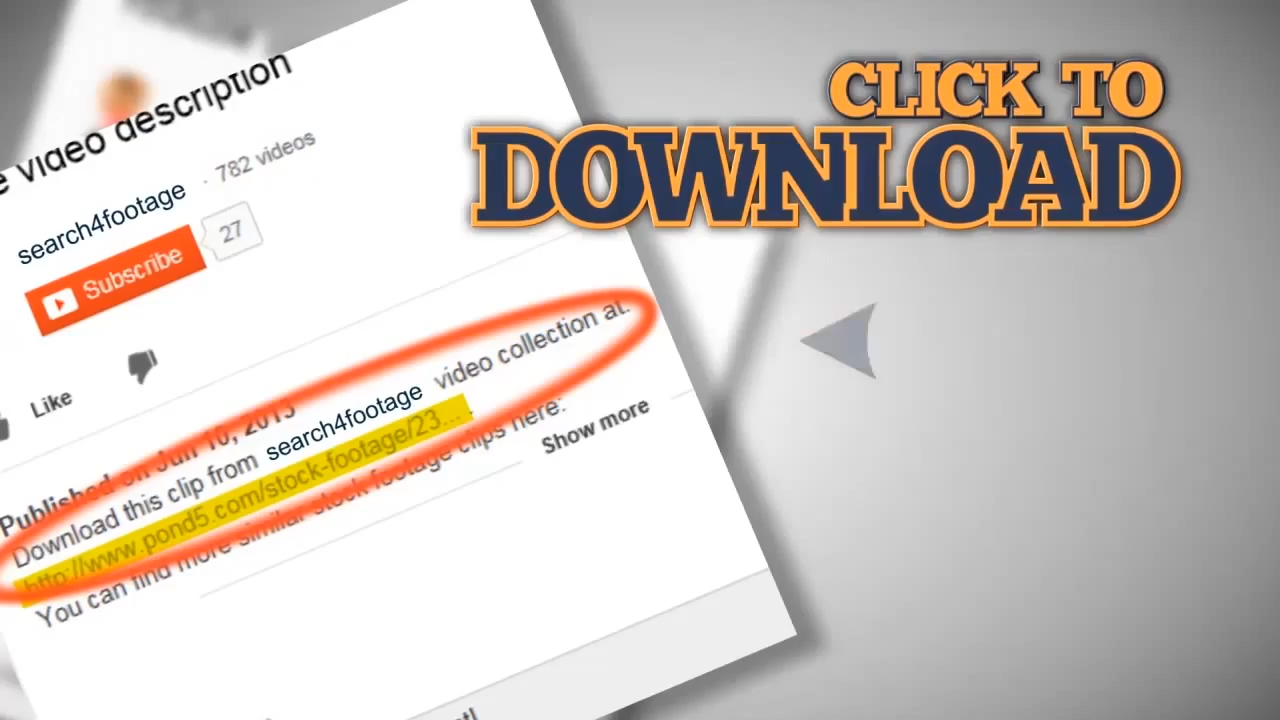 CLICK TO
DOWNLOAD
video description
search4footage · 782 videos
Subscribe 27
Like
Published on Jun 10, 2013
Download this clip from search4footage video collection at:
http://www.pond5.com/stock-footage/23...
You can find more similar stock footage clips here:
Show more